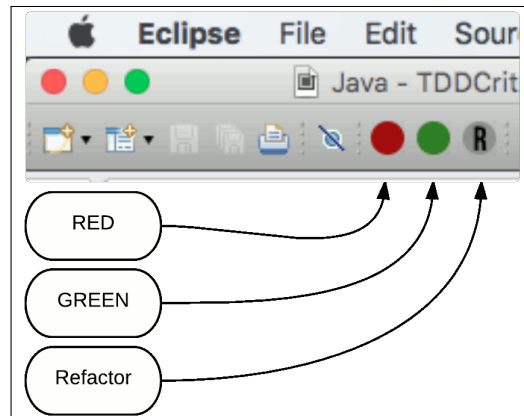 Eclipse File Edit Sour
Java - TDDCrit
R
RED
GREEN
Refactor